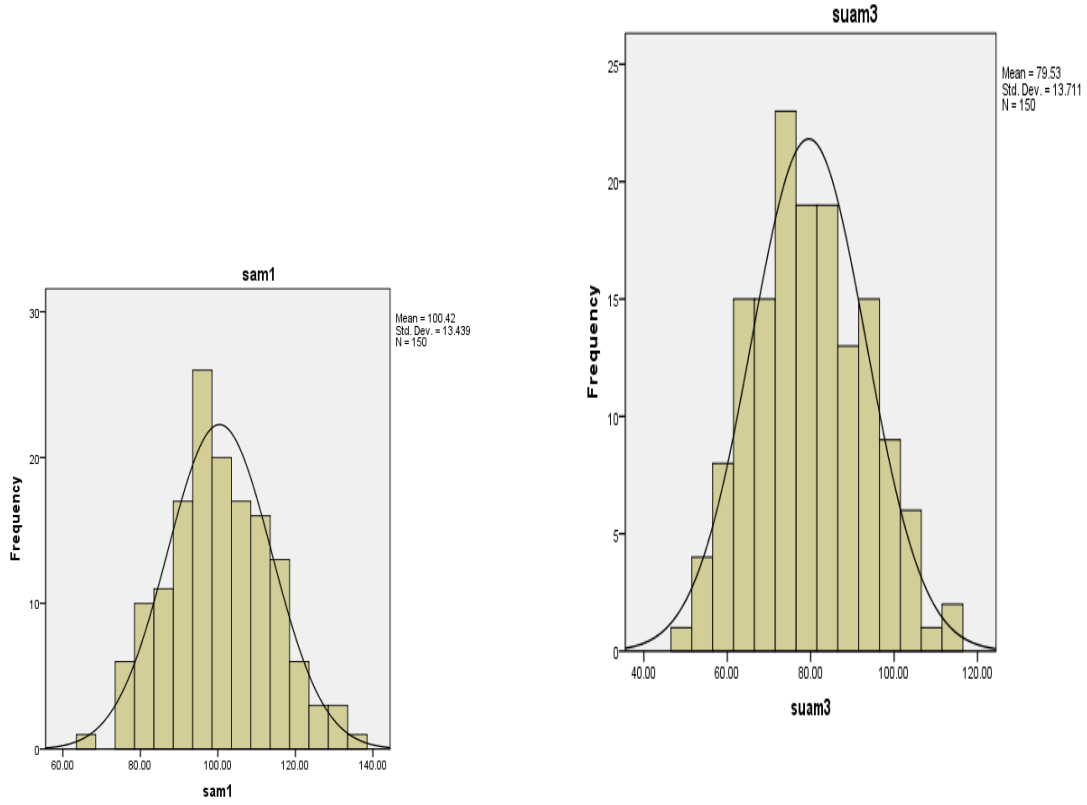 sam1
Mean = 100.42
Std. Dev. = 13.439
N = 150
30
20
10
0
Frequency
60.00 80.00 100.00 120.00 140.00
sam1
suam3
Mean = 79.53
Std. Dev. = 13.711
N = 150
25
20
15
10
5
0
Frequency
40.00 60.00 80.00 100.00 120.00
suam3